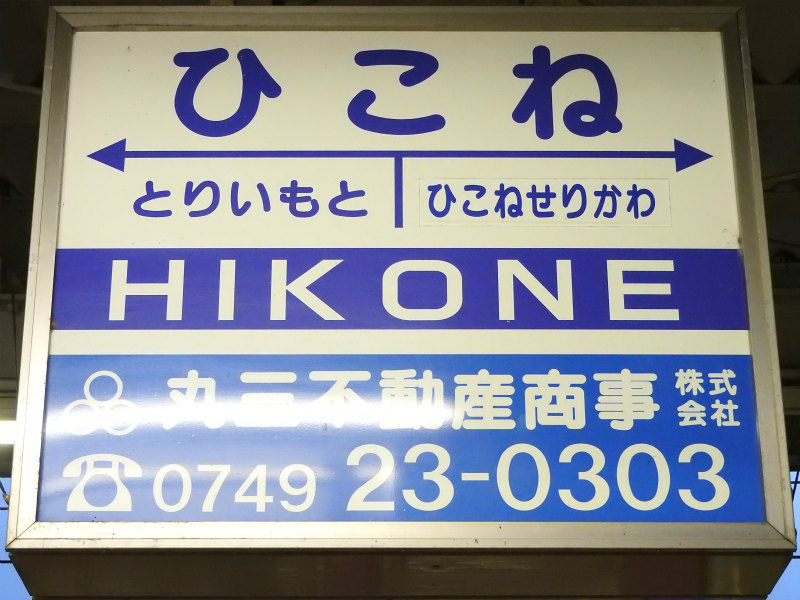 ひこね
とりいもと ひこねせりかわ
HIKONE
丸三不動産商事 株式会社
0749 23-0303